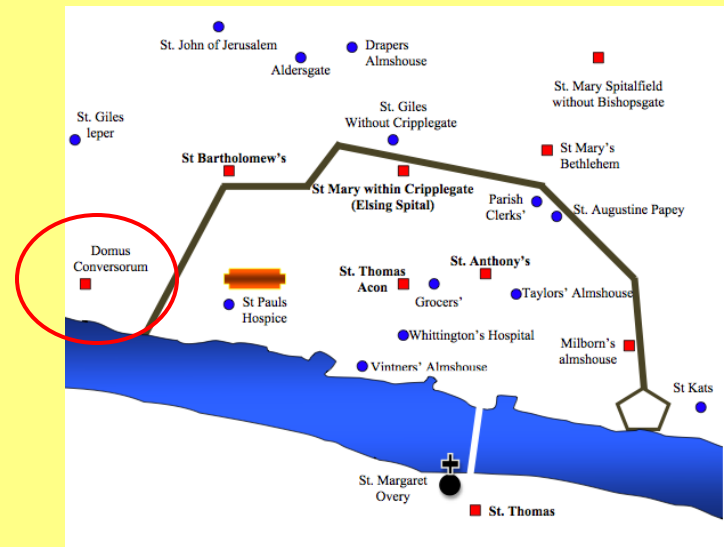 St. John of Jerusalem
Aldersgate
Drapers
Almshouse
St. Mary Spitalfield
without Bishopsgate
St. Giles
leper
St. Giles
Without Cripplegate
St Bartholomew's
St Mary's
Bethlehem
St Mary within Cripplegate
(Elsing Spital)
Parish
Clerks'
St. Augustine Papey
Domus
Conversorum
St. Thomas
Acon
St. Anthony's
St Pauls
Hospice
Grocers'
Taylors' Almshouse
Whittington's Hospital
Milborn's
almshouse
Vintners' Almshouse
St Kats
St. Margaret
Overy
St. Thomas